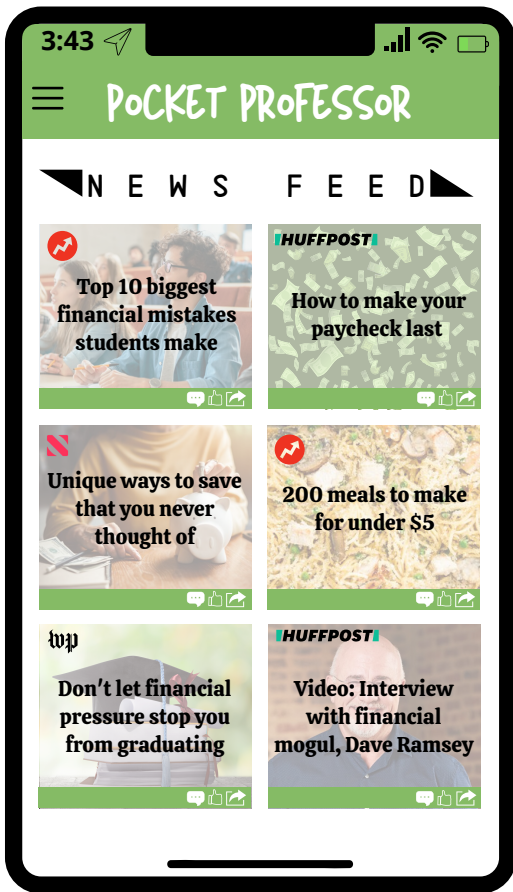 3:43
POCKET PROFESSOR
NEWS FEED
Top 10 biggest
financial mistakes
students make
HUFFPOST
How to make your
paycheck last
Unique ways to save
that you never
thought of
200 meals to make
for under $5
wp
Don't let financial
pressure stop you
from graduating
HUFFPOST
Video: Interview
with financial
mogul, Dave Ramsey